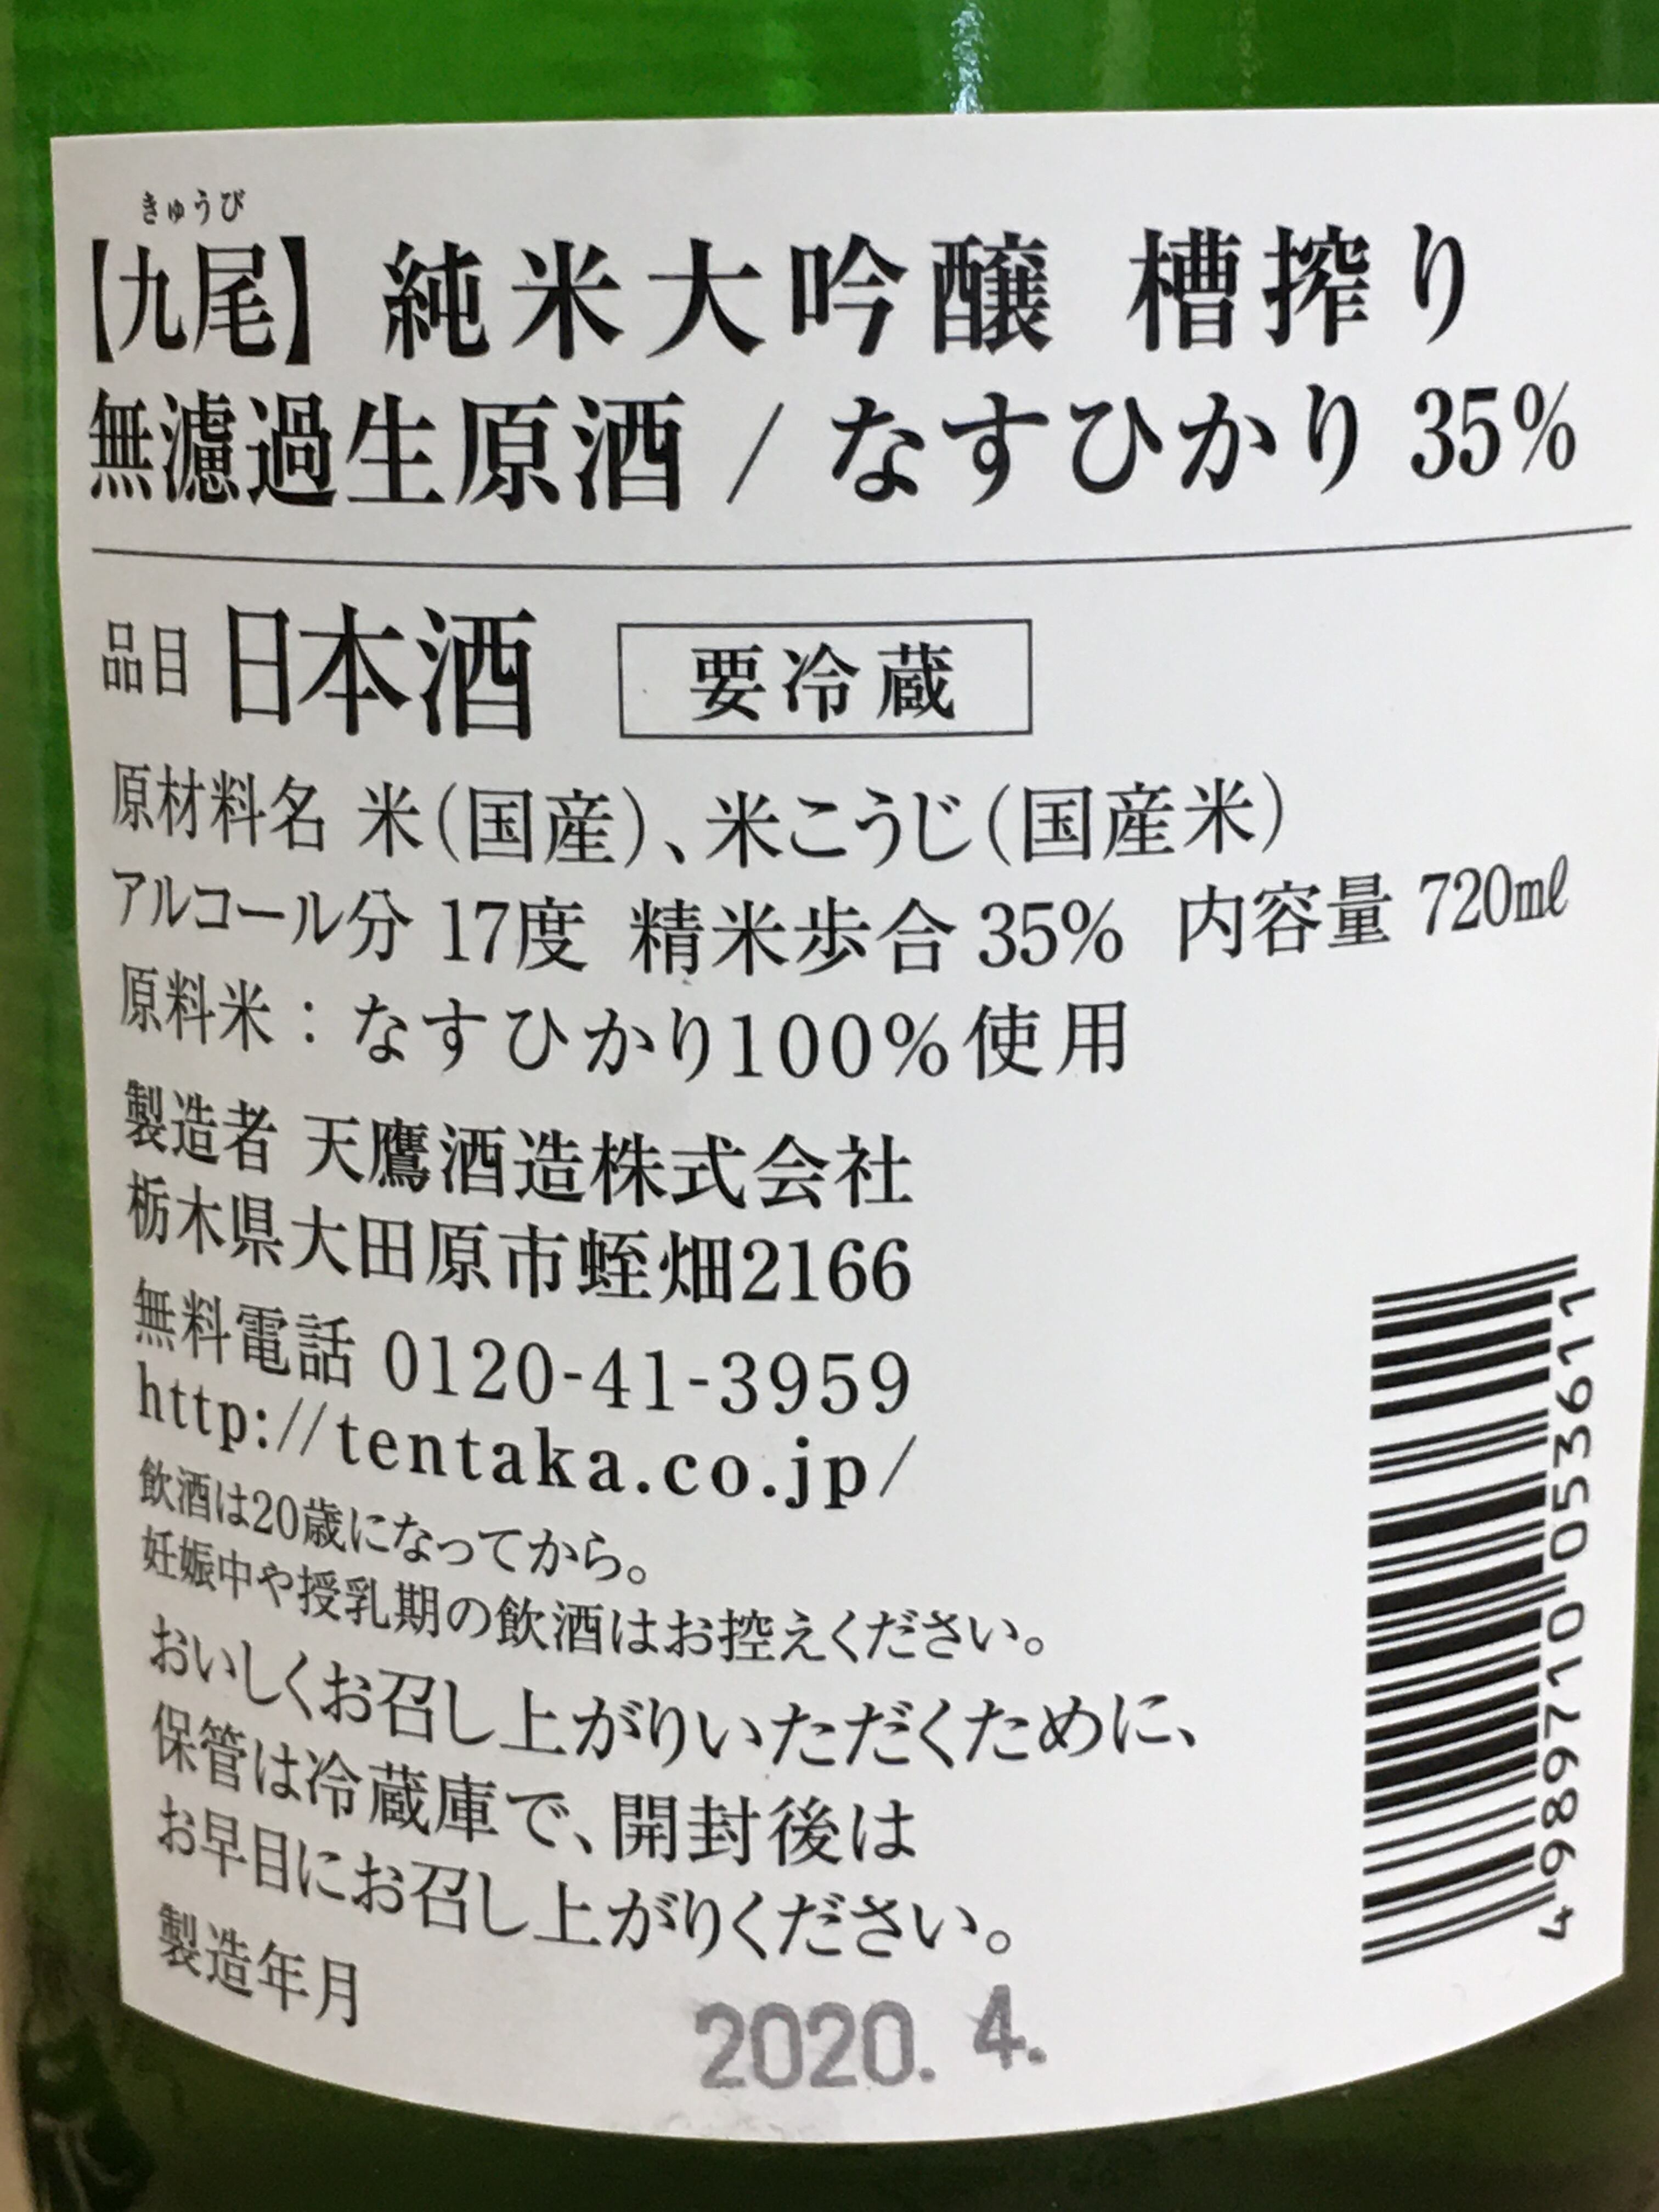 きゅうび
【九尾】 純米大吟醸 槽搾り
無濾過生原酒 / なすひかり 35%
品目 日本酒 要冷蔵
原材料名 米(国産)、米こうじ(国産米)
アルコール分 17度 精米歩合 35% 内容量 720㎖
原料米：なすひかり100%使用
製造者 天鷹酒造株式会社
栃木県大田原市蛭畑2166
無料電話 0120-41-3959
http://tentaka.co.jp/
飲酒は20歳になってから。
妊娠中や授乳期の飲酒はお控えください。
おいしくお召し上がりいただくために、
保管は冷蔵庫で、開封後は
お早目にお召し上がりください。
製造年月 2020. 4.
4989710053611